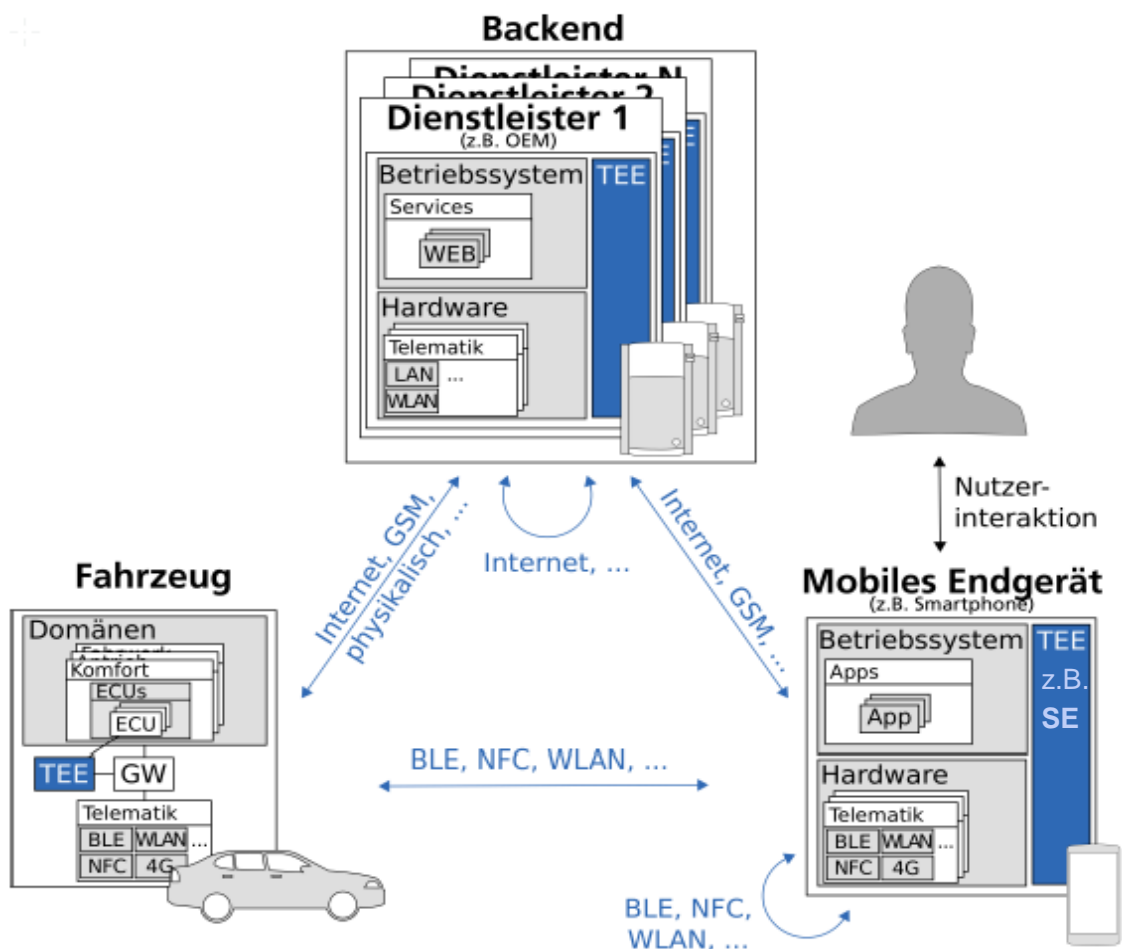 Backend
Dienstleister N
Dienstleister 2
Dienstleister 1
(z.B. OEM)
Betriebssystem
TEE
Services
WEB
Hardware
Telematik
LAN ...
WLAN
Nutzer-
interaktion
Internet, GSM,
physikalisch, ...
Internet, ...
Internet, GSM, ...
Fahrzeug
Domänen
Fahrwerk
Antrieb
Komfort
ECUs
ECU
TEE
GW
Telematik
BLE WLAN ...
NFC 4G
BLE, NFC, WLAN, ...
Mobiles Endgerät
(z.B. Smartphone)
Betriebssystem
TEE
z.B.
SE
Apps
App
Hardware
Telematik
BLE WLAN ...
NFC 4G
BLE, NFC,
WLAN, ...